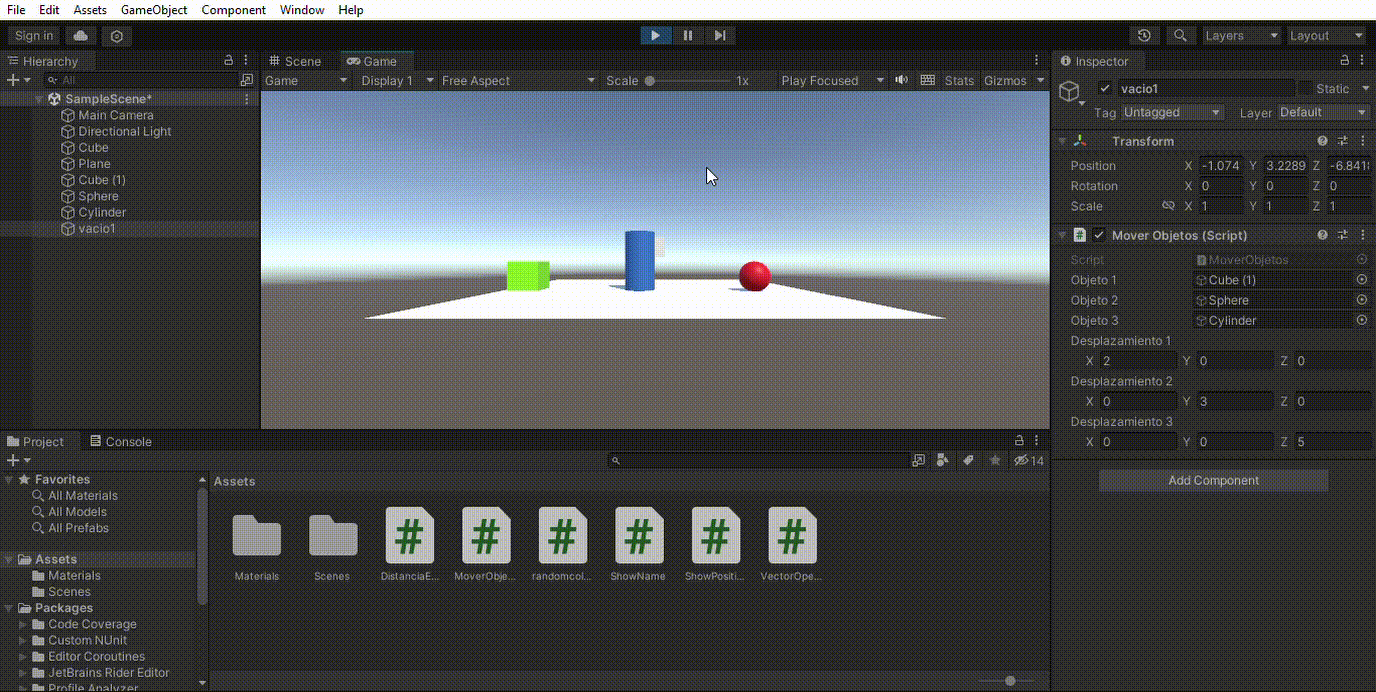 File Edit Assets GameObject Component Window Help
Sign in
Layers
Layout
Hierarchy
All
SampleScene*
Main Camera
Directional Light
Cube
Plane
Cube (1)
Sphere
Cylinder
vacio1
Scene Game
Game Display 1 Free Aspect Scale 1x Play Focused Stats Gizmos
Inspector
vacio1 Static
Tag Untagged Layer Default
Transform
Position X -1.074 Y 3.2289 Z
Rotation X 0 Y 0 Z 0
Scale X 1 Y 1 Z 1
# Mover Objetos (Script)
Script MoverObjetos
Objeto 1 Cube (1)
Objeto 2 Sphere
Objeto 3 Cylinder
Desplazamiento 1
X 2 Y 0 Z 0
Desplazamiento 2
X 0 Y 3 Z 0
Desplazamiento 3
X 0 Y 0 Z 5
Add Component
Project Console
14
Favorites
All Materials
All Models
All Prefabs
Assets
Materials
Scenes
Packages
Code Coverage
Custom NUnit
Editor Coroutines
JetBrains Rider Editor
Profile Analyzer
Assets
# # # # # #
Materials Scenes DistanciaE... MoverObje... randomcol... ShowName ShowPositi... VectorOpe...